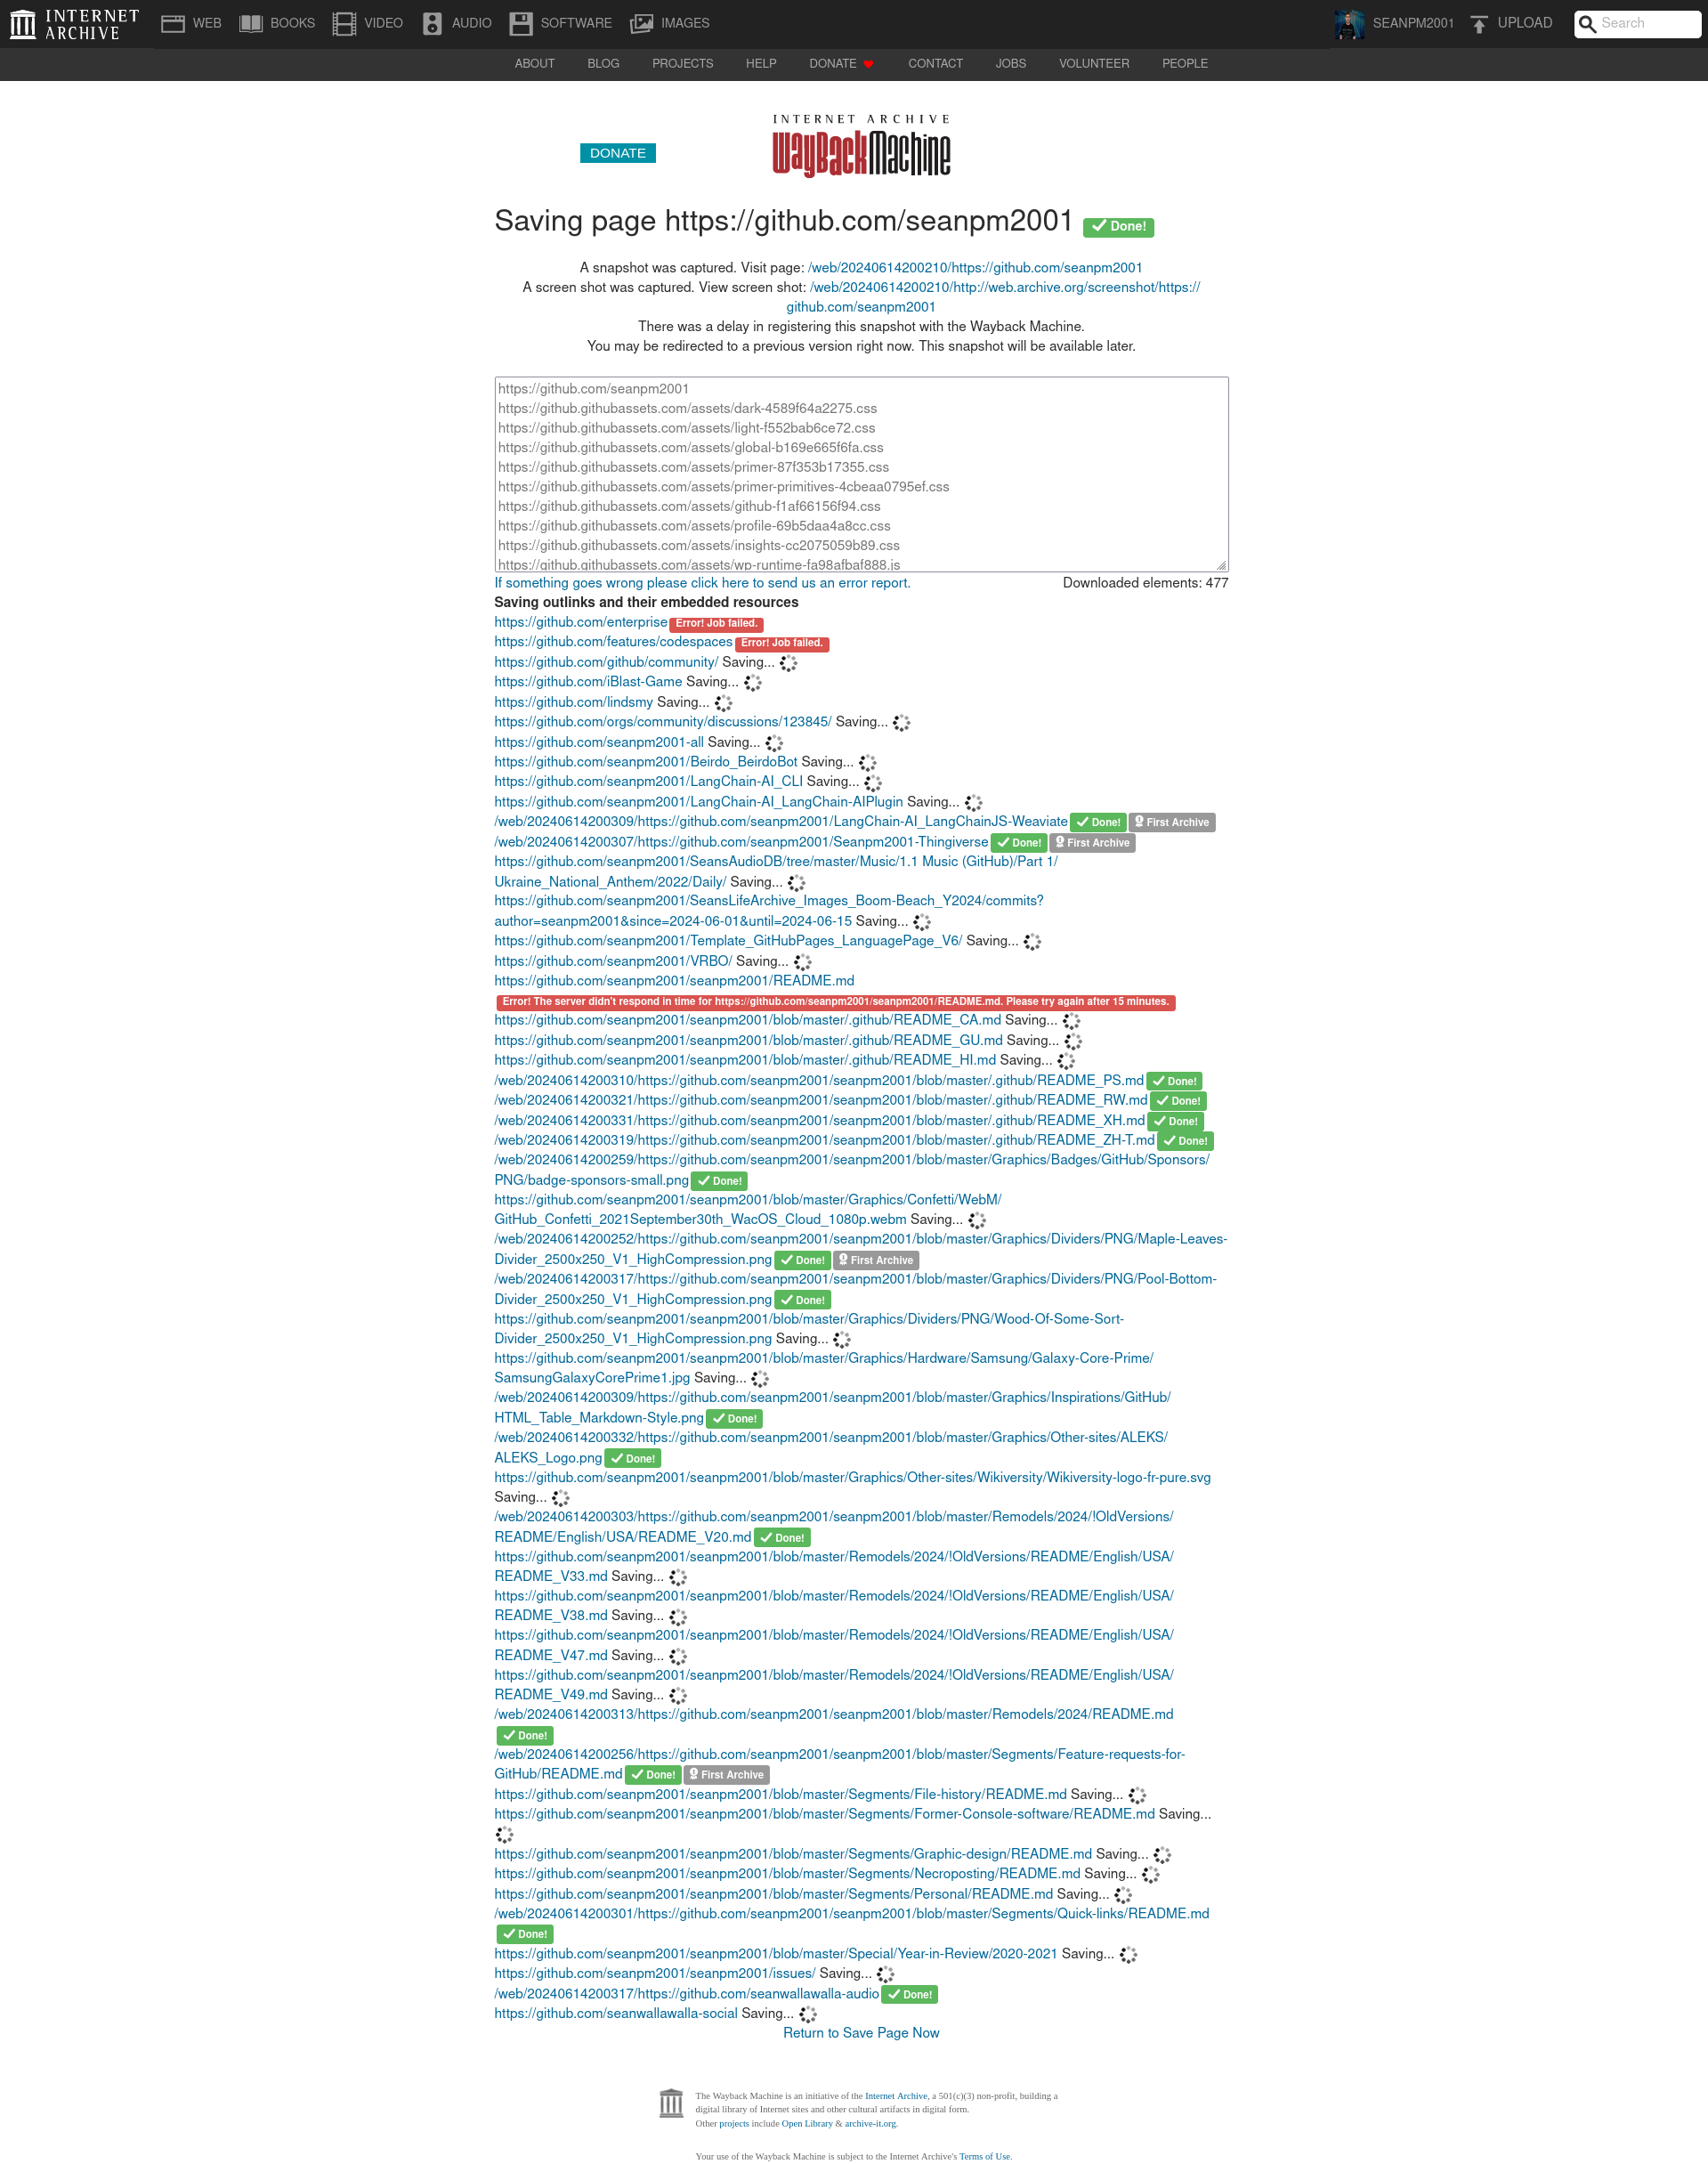 INTERNET ARCHIVE
WEB BOOKS VIDEO AUDIO SOFTWARE IMAGES SEANPM2001 UPLOAD Search
ABOUT BLOG PROJECTS HELP DONATE CONTACT JOBS VOLUNTEER PEOPLE
INTERNET ARCHIVE
DONATE WayBackMachine
Saving page https://github.com/seanpm2001 Done!
A snapshot was captured. Visit page: /web/20240614200210/https://github.com/seanpm2001
A screen shot was captured. View screen shot: /web/20240614200210/http://web.archive.org/screenshot/https://
github.com/seanpm2001
There was a delay in registering this snapshot with the Wayback Machine.
You may be redirected to a previous version right now. This snapshot will be available later.
https://github.com/seanpm2001
https://github.githubassets.com/assets/dark-4589f64a2275.css
https://github.githubassets.com/assets/light-f552bab6ce72.css
https://github.githubassets.com/assets/global-b169e665f6fa.css
https://github.githubassets.com/assets/primer-87f353b17355.css
https://github.githubassets.com/assets/primer-primitives-4cbeaa0795ef.css
https://github.githubassets.com/assets/github-f1af66156f94.css
https://github.githubassets.com/assets/profile-69b5daa4a8cc.css
https://github.githubassets.com/assets/insights-cc2075059b89.css
https://github.githubassets.com/assets/wp-runtime-fa98afbaf888.js
If something goes wrong please click here to send us an error report. Downloaded elements: 477
Saving outlinks and their embedded resources
https://github.com/enterprise Error! Job failed.
https://github.com/features/codespaces Error! Job failed.
https://github.com/github/community/ Saving...
https://github.com/iBlast-Game Saving...
https://github.com/lindsmy Saving...
https://github.com/orgs/community/discussions/123845/ Saving...
https://github.com/seanpm2001-all Saving...
https://github.com/seanpm2001/Beirdo_BeirdoBot Saving...
https://github.com/seanpm2001/LangChain-AI_CLI Saving...
https://github.com/seanpm2001/LangChain-AI_LangChain-AIPlugin Saving...
/web/20240614200309/https://github.com/seanpm2001/LangChain-AI_LangChainJS-Weaviate Done! First Archive
/web/20240614200307/https://github.com/seanpm2001/Seanpm2001-Thingiverse Done! First Archive
https://github.com/seanpm2001/SeansAudioDB/tree/master/Music/1.1 Music (GitHub)/Part 1/
Ukraine_National_Anthem/2022/Daily/ Saving...
https://github.com/seanpm2001/SeansLifeArchive_Images_Boom-Beach_Y2024/commits?
author=seanpm2001&since=2024-06-01&until=2024-06-15 Saving...
https://github.com/seanpm2001/Template_GitHubPages_LanguagePage_V6/ Saving...
https://github.com/seanpm2001/VRBO/ Saving...
https://github.com/seanpm2001/seanpm2001/README.md
Error! The server didn't respond in time for https://github.com/seanpm2001/seanpm2001/README.md. Please try again after 15 minutes.
https://github.com/seanpm2001/seanpm2001/blob/master/.github/README_CA.md Saving...
https://github.com/seanpm2001/seanpm2001/blob/master/.github/README_GU.md Saving...
https://github.com/seanpm2001/seanpm2001/blob/master/.github/README_HI.md Saving...
/web/20240614200310/https://github.com/seanpm2001/seanpm2001/blob/master/.github/README_PS.md Done!
/web/20240614200321/https://github.com/seanpm2001/seanpm2001/blob/master/.github/README_RW.md Done!
/web/20240614200331/https://github.com/seanpm2001/seanpm2001/blob/master/.github/README_XH.md Done!
/web/20240614200319/https://github.com/seanpm2001/seanpm2001/blob/master/.github/README_ZH-T.md Done!
/web/20240614200259/https://github.com/seanpm2001/seanpm2001/blob/master/Graphics/Badges/GitHub/Sponsors/
PNG/badge-sponsors-small.png Done!
https://github.com/seanpm2001/seanpm2001/blob/master/Graphics/Confetti/WebM/
GitHub_Confetti_2021September30th_WacOS_Cloud_1080p.webm Saving...
/web/20240614200252/https://github.com/seanpm2001/seanpm2001/blob/master/Graphics/Dividers/PNG/Maple-Leaves-
Divider_2500x250_V1_HighCompression.png Done! First Archive
/web/20240614200317/https://github.com/seanpm2001/seanpm2001/blob/master/Graphics/Dividers/PNG/Pool-Bottom-
Divider_2500x250_V1_HighCompression.png Done!
https://github.com/seanpm2001/seanpm2001/blob/master/Graphics/Dividers/PNG/Wood-Of-Some-Sort-
Divider_2500x250_V1_HighCompression.png Saving...
https://github.com/seanpm2001/seanpm2001/blob/master/Graphics/Hardware/Samsung/Galaxy-Core-Prime/
SamsungGalaxyCorePrime1.jpg Saving...
/web/20240614200309/https://github.com/seanpm2001/seanpm2001/blob/master/Graphics/Inspirations/GitHub/
HTML_Table_Markdown-Style.png Done!
/web/20240614200332/https://github.com/seanpm2001/seanpm2001/blob/master/Graphics/Other-sites/ALEKS/
ALEKS_Logo.png Done!
https://github.com/seanpm2001/seanpm2001/blob/master/Graphics/Other-sites/Wikiversity/Wikiversity-logo-fr-pure.svg
Saving...
/web/20240614200303/https://github.com/seanpm2001/seanpm2001/blob/master/Remodels/2024/!OldVersions/
README/English/USA/README_V20.md Done!
https://github.com/seanpm2001/seanpm2001/blob/master/Remodels/2024/!OldVersions/README/English/USA/
README_V33.md Saving...
https://github.com/seanpm2001/seanpm2001/blob/master/Remodels/2024/!OldVersions/README/English/USA/
README_V38.md Saving...
https://github.com/seanpm2001/seanpm2001/blob/master/Remodels/2024/!OldVersions/README/English/USA/
README_V47.md Saving...
https://github.com/seanpm2001/seanpm2001/blob/master/Remodels/2024/!OldVersions/README/English/USA/
README_V49.md Saving...
/web/20240614200313/https://github.com/seanpm2001/seanpm2001/blob/master/Remodels/2024/README.md
Done!
/web/20240614200256/https://github.com/seanpm2001/seanpm2001/blob/master/Segments/Feature-requests-for-
GitHub/README.md Done! First Archive
https://github.com/seanpm2001/seanpm2001/blob/master/Segments/File-history/README.md Saving...
https://github.com/seanpm2001/seanpm2001/blob/master/Segments/Former-Console-software/README.md Saving...
https://github.com/seanpm2001/seanpm2001/blob/master/Segments/Graphic-design/README.md Saving...
https://github.com/seanpm2001/seanpm2001/blob/master/Segments/Necroposting/README.md Saving...
https://github.com/seanpm2001/seanpm2001/blob/master/Segments/Personal/README.md Saving...
/web/20240614200301/https://github.com/seanpm2001/seanpm2001/blob/master/Segments/Quick-links/README.md
Done!
https://github.com/seanpm2001/seanpm2001/blob/master/Special/Year-in-Review/2020-2021 Saving...
https://github.com/seanpm2001/seanpm2001/issues/ Saving...
/web/20240614200317/https://github.com/seanwallawalla-audio Done!
https://github.com/seanwallawalla-social Saving...
Return to Save Page Now
The Wayback Machine is an initiative of the Internet Archive, a 501(c)(3) non-profit, building a
digital library of Internet sites and other cultural artifacts in digital form.
Other projects include Open Library & archive-it.org.
Your use of the Wayback Machine is subject to the Internet Archive's Terms of Use.